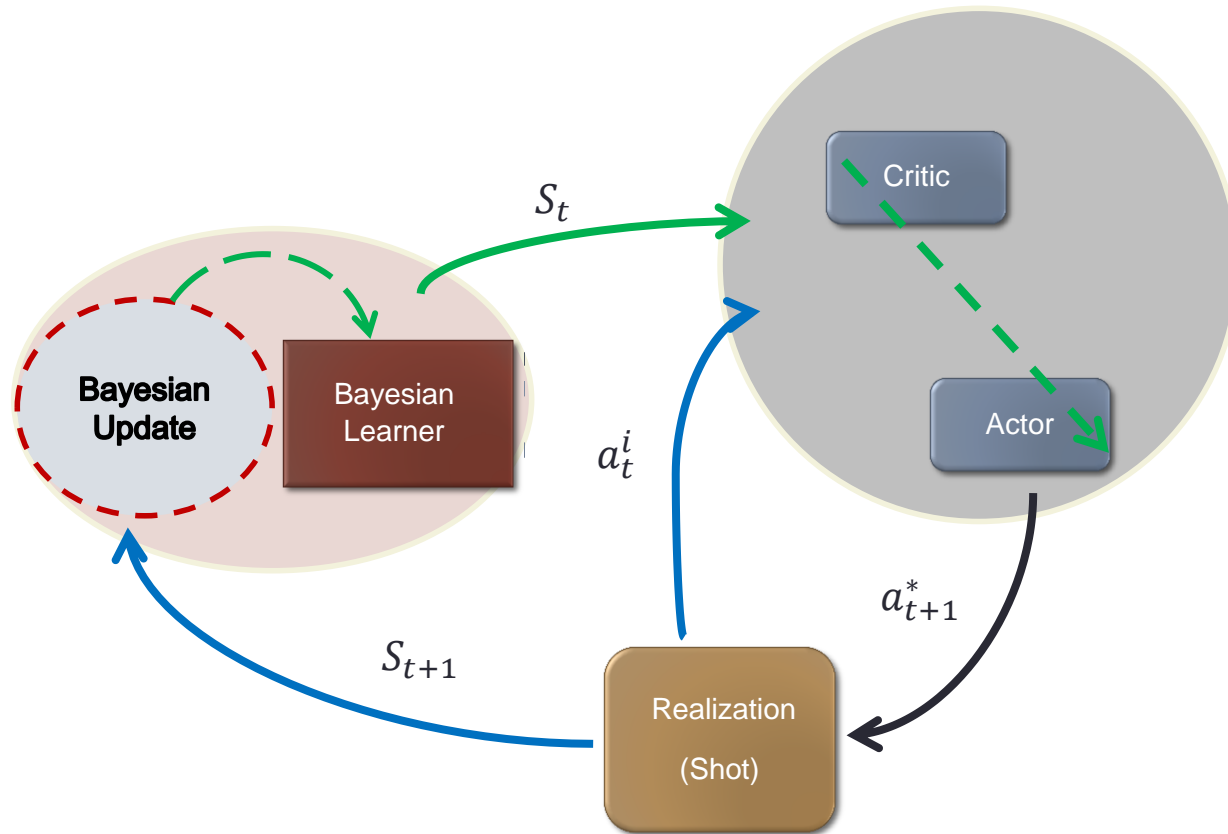 Critic
S_t
Bayesian
Update
Bayesian
Learner
Actor
a_t^i
a_{t+1}^*
S_{t+1}
Realization
(Shot)